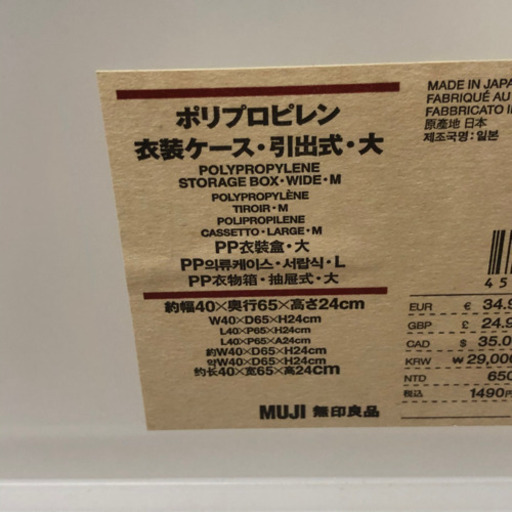 ポリプロピレン
衣装ケース・引出式・大
POLYPROPYLENE
STORAGE BOX・WIDE・M
POLYPROPYLÈNE
TIROIR・M
POLIPROPILENE
CASSETTO・LARGE・M
PP衣裝盒・大
PP의류케이스・서랍식・L
PP衣物箱・抽屉式・大
約幅40×奥行65×高さ24cm
W40×D65×H24cm
L40×P65×H24cm
L40×P65×A24cm
約W40×D65×H24cm
약W40×D65×H24cm
约长40×宽65×高24cm
MUJI 無印良品
MADE IN JAPA
FABRIQUÉ AU
FABBRICATO I
原産地 日本
제조국명:일본
45
EUR € 34.9
GBP £ 24.9
CAD $ 35.0
KRW ₩ 29,000
NTD 650
税込 1490円